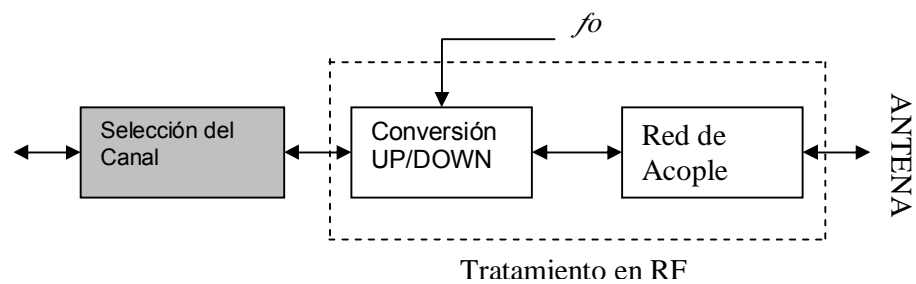 fo
Selección del
Canal
Conversión
UP/DOWN
Red de
Acople
ANTENA
Tratamiento en RF